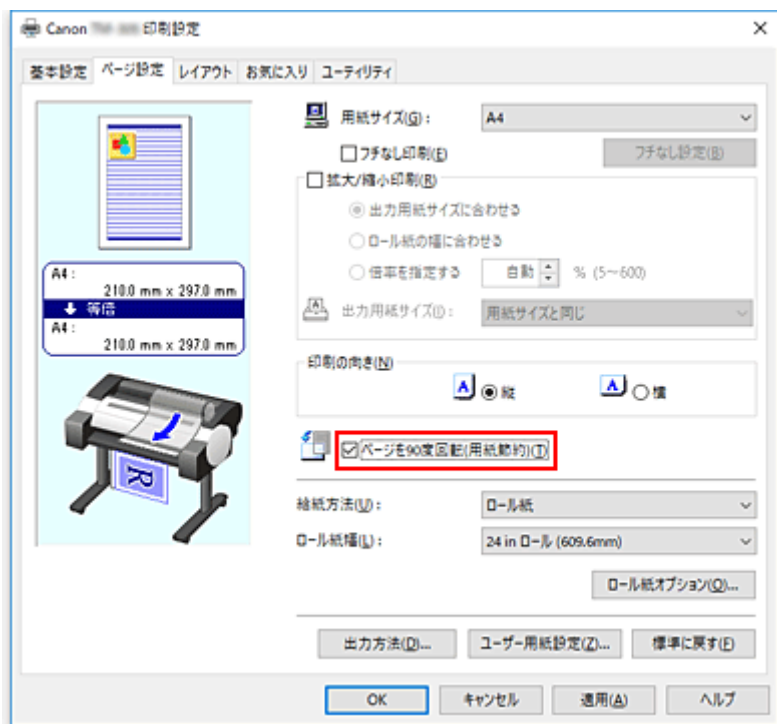 Canon 印刷設定
基本設定 ページ設定 レイアウト お気に入り ユーティリティ
用紙サイズ(G): A4
フチなし印刷(E) フチなし設定(B)
拡大/縮小印刷(R)
出力用紙サイズに合わせる
ロール紙の幅に合わせる
倍率を指定する 自動 % (5～600)
出力用紙サイズ(I): 用紙サイズと同じ
A4:
210.0 mm x 297.0 mm
等倍
A4:
210.0 mm x 297.0 mm
印刷の向き(N)
A 縦 A 横
ページを90度回転(用紙節約)(T)
R
給紙方法(U): ロール紙
ロール紙幅(L): 24 in ロール (609.6mm)
ロール紙オプション(O)...
出力方法(D)... ユーザー用紙設定(Z)... 標準に戻す(F)
OK キャンセル 適用(A) ヘルプ